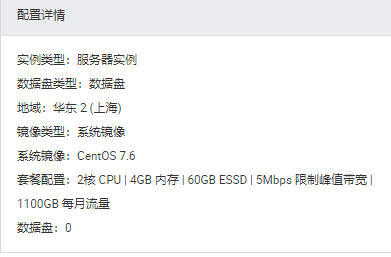 配置详情
实例类型：服务器实例
数据盘类型：数据盘
地域：华东 2 (上海)
镜像类型：系统镜像
系统镜像：CentOS 7.6
套餐配置：2核 CPU | 4GB 内存 | 60GB ESSD | 5Mbps 限制峰值带宽 |
1100GB 每月流量
数据盘：0